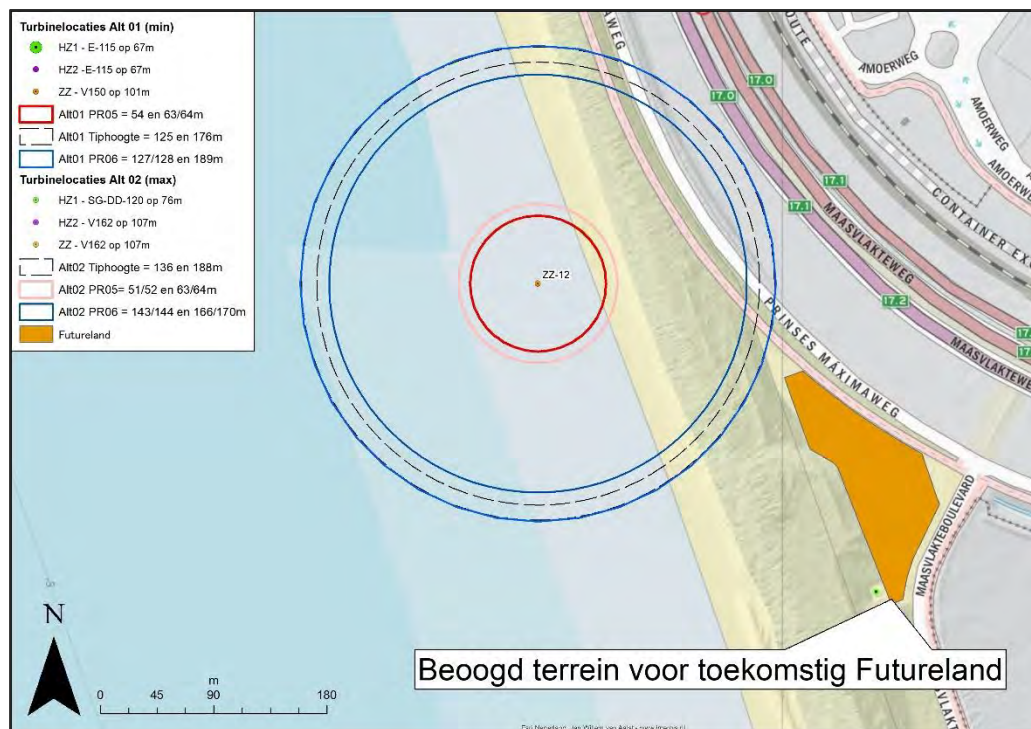 Turbinelocaties Alt 01 (min)
HZ1 - E-115 op 67m
HZ2 -E-115 op 67m
ZZ - V150 op 101m
Alt01 PR05 = 54 en 63/64m
Alt01 Tiphoogte = 125 en 176m
Alt01 PR06 = 127/128 en 189m
Turbinelocaties Alt 02 (max)
HZ1 - SG-DD-120 op 76m
HZ2 - V162 op 107m
ZZ - V162 op 107m
Alt02 Tiphoogte = 136 en 188m
Alt02 PR05= 51/52 en 63/64m
Alt02 PR06 = 143/144 en 166/170m
Futureland
AWEG
OUTE
AMOERWEG
AMOERWEG
AMOERWEG
17.0
17.0
17.1
17.1
17.2
MAASVLAKTEWEG
MAASVLAKTEWEG
CONTAINER EX
ZZ-12
PRINSES MAXIMAWEG
MAASVLAKTEBOULEVARD
Beoogd terrein voor toekomstig Futureland
N
m
0 45 90 180